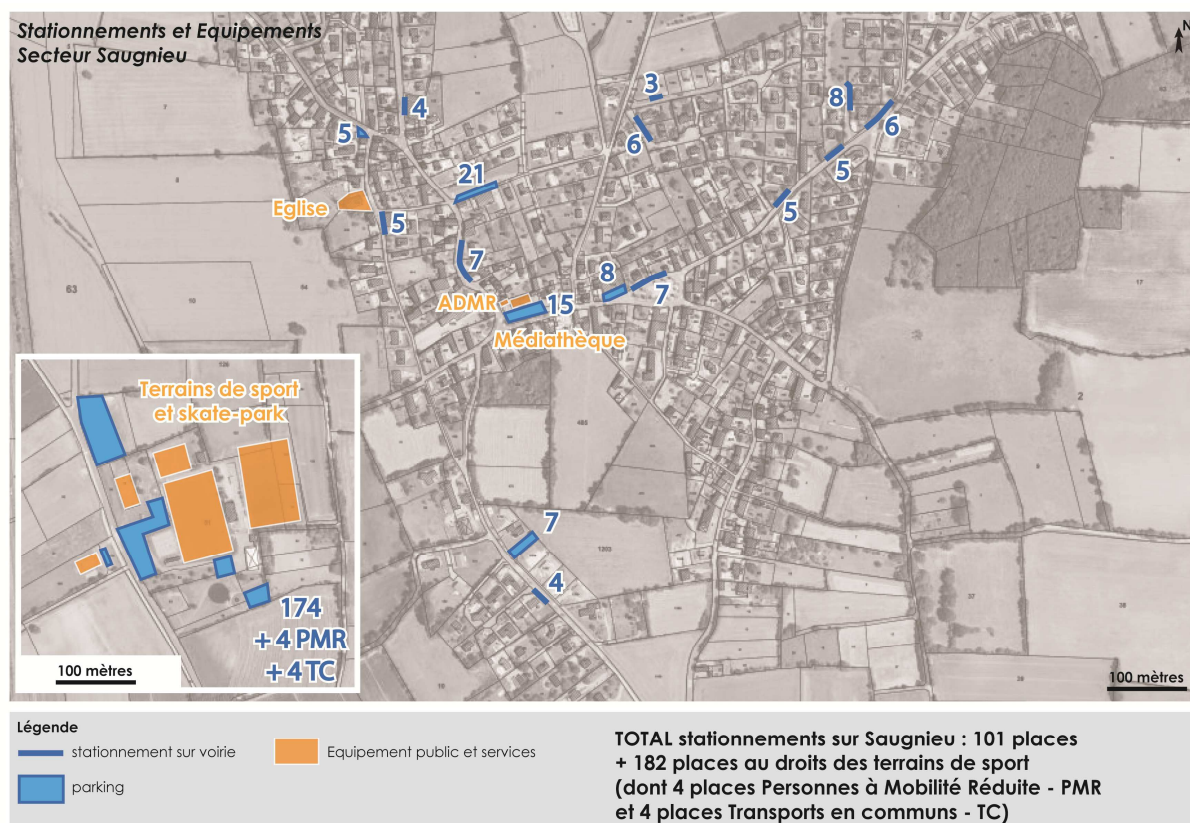 Stationnements et Equipements
Secteur Saugnieu
N
3
4
8
5
6
6
21
5
Eglise
5
5
7
8
ADMR
15
7
Médiathèque
63
2
17
Terrains de sport
et skate-park
7
4
174
+ 4 PMR
+ 4 TC
100 mètres
100 mètres
Légende
stationnement sur voirie
Equipement public et services
parking
TOTAL stationnements sur Saugnieu : 101 places
+ 182 places au droits des terrains de sport
(dont 4 places Personnes à Mobilité Réduite - PMR
et 4 places Transports en communs - TC)